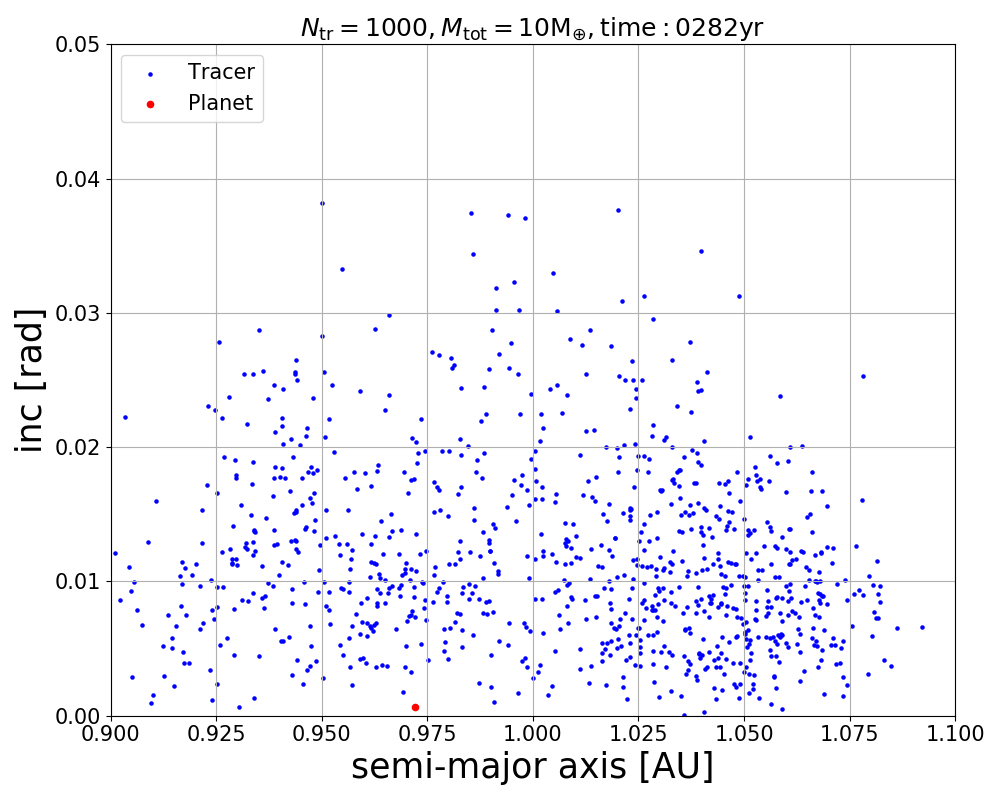 N_tr = 1000, M_tot = 10M_⊕, time : 0282yr
Tracer
Planet
inc [rad]
0.05
0.04
0.03
0.02
0.01
0.00
0.900 0.925 0.950 0.975 1.000 1.025 1.050 1.075 1.100
semi-major axis [AU]